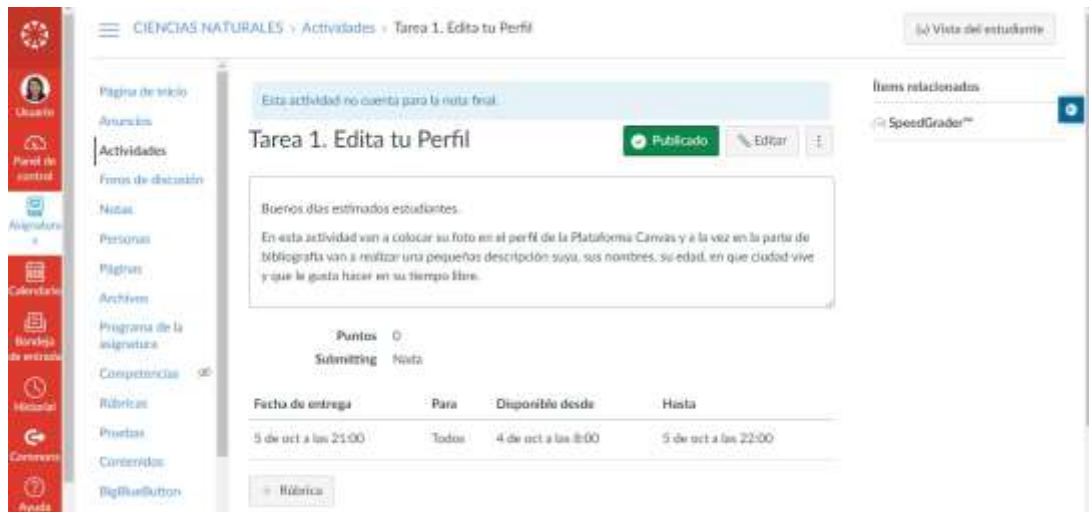 CIENCIAS NATURALES > Actividades > Tarea 1. Edita tu Perfil
Vista del estudiante
Usuario
Panel de
control
Asignatura
s
Calendario
Bandeja
de entrada
Historial
Commons
Ayuda
Página de inicio
Anuncios
Actividades
Foros de discusión
Notas
Personas
Páginas
Archivos
Programa de la
asignatura
Competencias
Rúbricas
Pruebas
Contenidos
BigBlueButton
Esta actividad no cuenta para la nota final.
Tarea 1. Edita tu Perfil
Publicado
Editar
Buenos días estimados estudiantes.
En esta actividad van a colocar su foto en el perfil de la Plataforma Canvas y a la vez en la parte de
bibliografía van a realizar una pequeñas descripción suya, sus nombres, su edad, en que ciudad vive
y que le gusta hacer en su tiempo libre.
Puntos 0
Submitting Nada
Fecha de entrega Para Disponible desde Hasta
5 de oct a las 21:00 Todos 4 de oct a las 8:00 5 de oct a las 22:00
+ Rúbrica
Ítems relacionados
SpeedGrader™